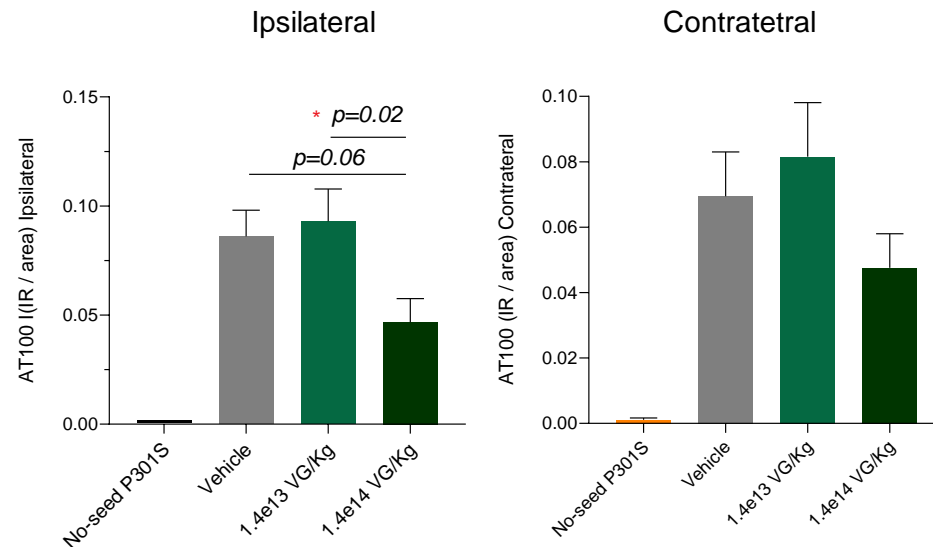 Ipsilateral
AT100 I(IR / area) Ipsilateral
0.15
0.10
0.05
0.00
* p=0.02
p=0.06
No-seed P301S
Vehicle
1.4e13 VG/Kg
1.4e14 VG/Kg
Contratetral
AT100 (IR / area) Contrateral
0.10
0.08
0.06
0.04
0.02
0.00
No-seed P301S
Vehicle
1.4e13 VG/Kg
1.4e14 VG/Kg